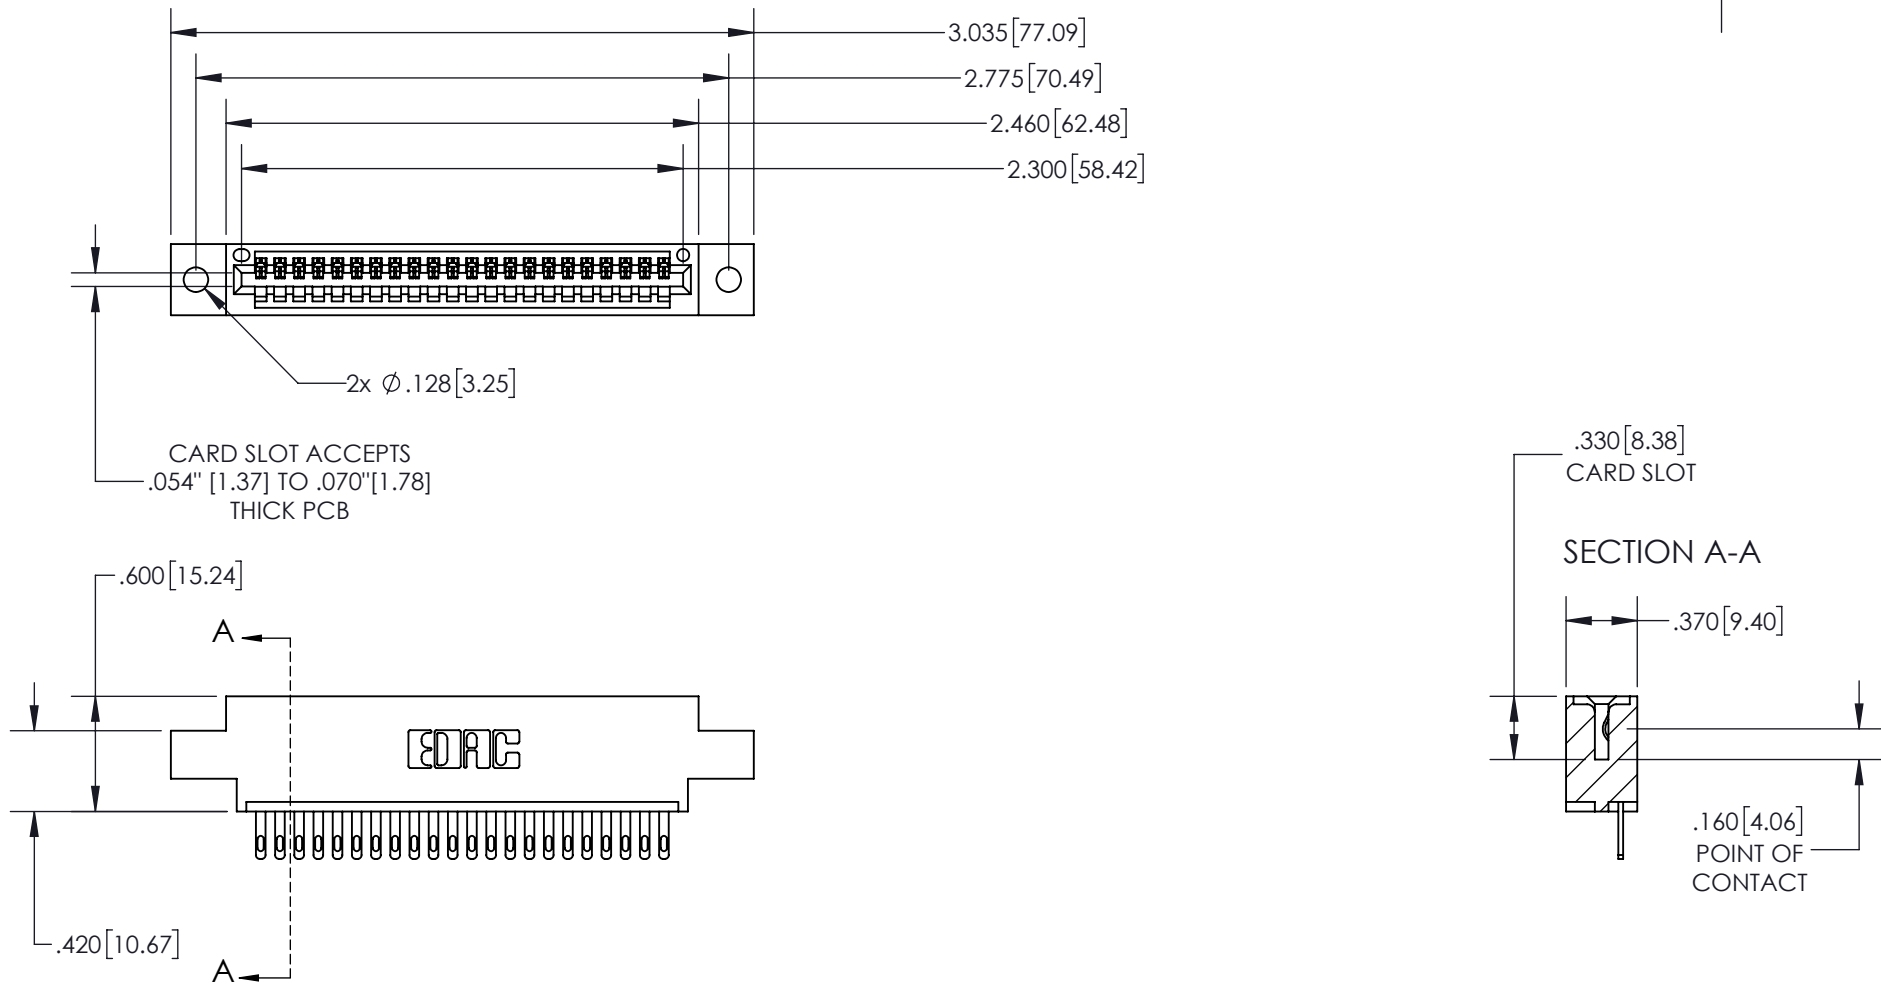 3.035[77.09]
2.775[70.49]
2.460[62.48]
2.300[58.42]
2x ∅.128[3.25]
CARD SLOT ACCEPTS
.054" [1.37] TO .070"[1.78]
THICK PCB
.330[8.38]
CARD SLOT
SECTION A-A
.600[15.24]
.370[9.40]
A
EDAC
.160[4.06]
POINT OF
CONTACT
.420[10.67]
A